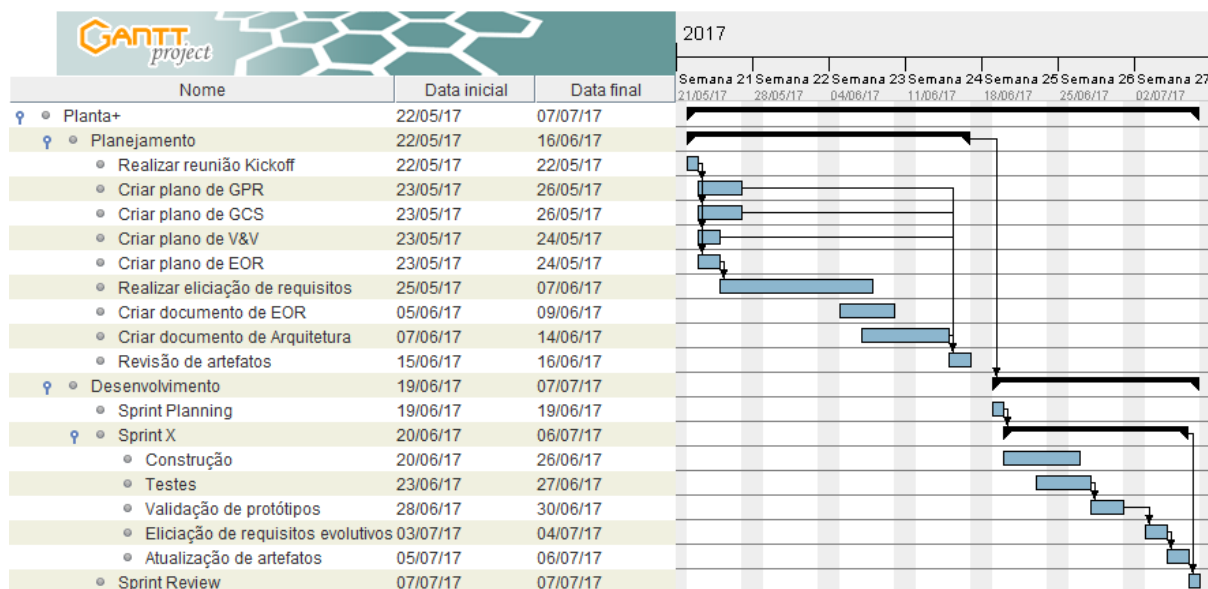 GANTT
project
2017
Semana 21 Semana 22 Semana 23 Semana 24 Semana 25 Semana 26 Semana 27
21/05/17 28/05/17 04/06/17 11/06/17 18/06/17 25/06/17 02/07/17
Nome Data inicial Data final
Planta+ 22/05/17 07/07/17
Planejamento 22/05/17 16/06/17
Realizar reunião Kickoff 22/05/17 22/05/17
Criar plano de GPR 23/05/17 26/05/17
Criar plano de GCS 23/05/17 26/05/17
Criar plano de V&V 23/05/17 24/05/17
Criar plano de EOR 23/05/17 24/05/17
Realizar eliciação de requisitos 25/05/17 07/06/17
Criar documento de EOR 05/06/17 09/06/17
Criar documento de Arquitetura 07/06/17 14/06/17
Revisão de artefatos 15/06/17 16/06/17
Desenvolvimento 19/06/17 07/07/17
Sprint Planning 19/06/17 19/06/17
Sprint X 20/06/17 06/07/17
Construção 20/06/17 26/06/17
Testes 23/06/17 27/06/17
Validação de protótipos 28/06/17 30/06/17
Eliciação de requisitos evolutivos 03/07/17 04/07/17
Atualização de artefatos 05/07/17 06/07/17
Sprint Review 07/07/17 07/07/17